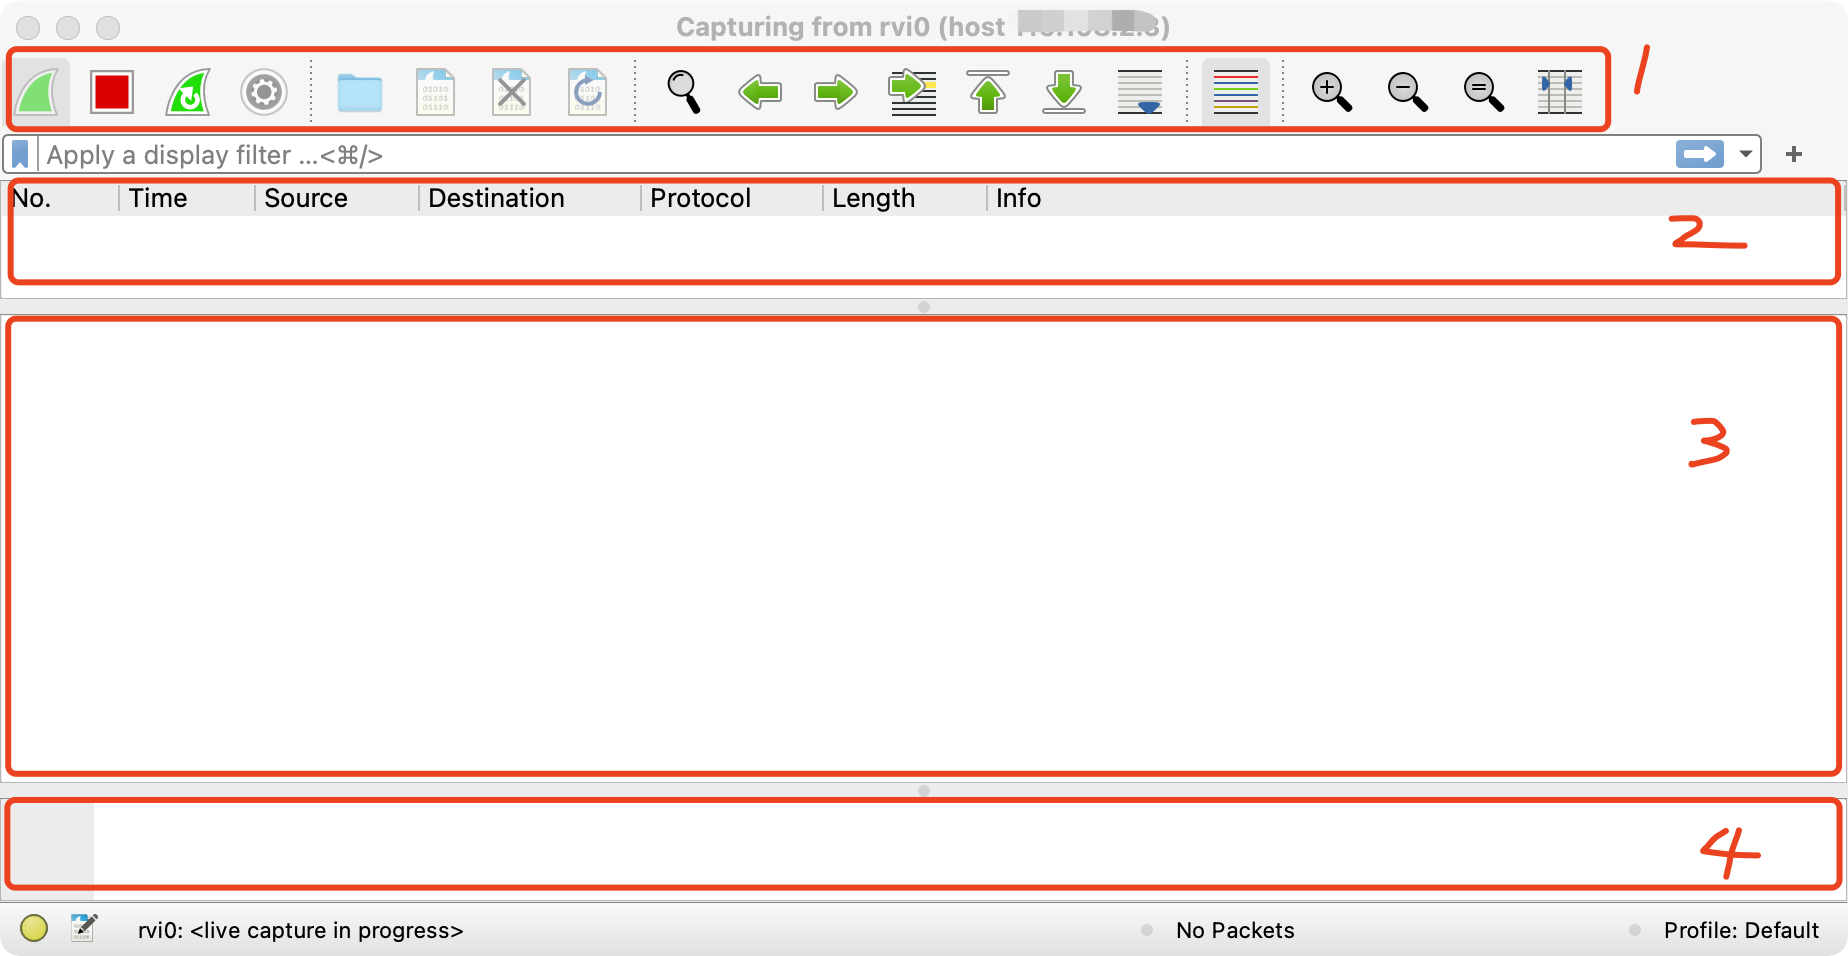 Capturing from rvi0 (host
1
Apply a display filter ...<⌘/>
No. Time Source Destination Protocol Length Info
2
3
4
rvi0: <live capture in progress> No Packets Profile: Default